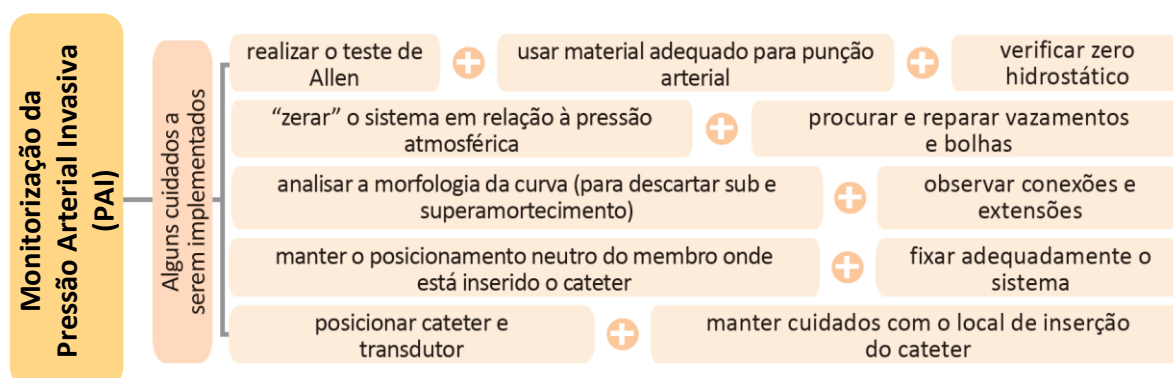 Monitorização da
Pressão Arterial Invasiva
(PAI)
Alguns cuidados a
serem implementados
realizar o teste de
Allen
usar material adequado para punção
arterial
verificar zero
hidrostático
“zerar” o sistema em relação à pressão
atmosférica
procurar e reparar vazamentos
e bolhas
analisar a morfologia da curva (para descartar sub e
superamortecimento)
observar conexões e
extensões
manter o posicionamento neutro do membro onde
está inserido o cateter
fixar adequadamente o
sistema
posicionar cateter e
transdutor
manter cuidados com o local de inserção
do cateter